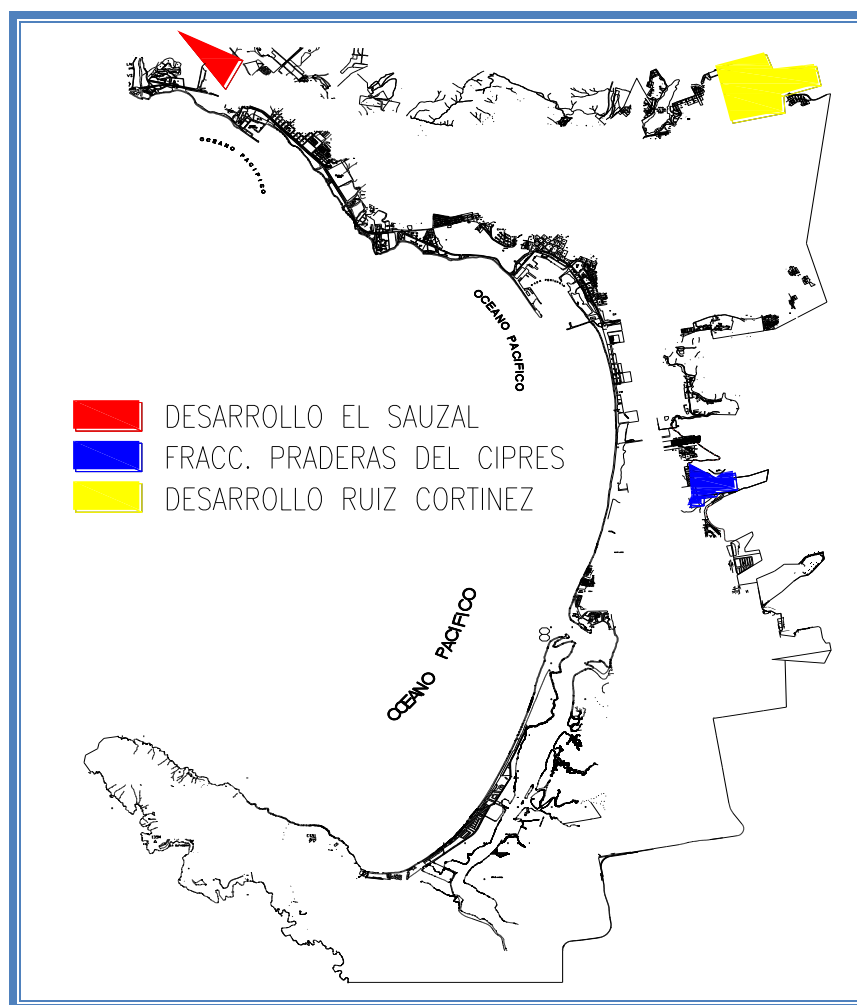 OCEANO PACIFICO
OCEANO PACIFICO
DESARROLLO EL SAUZAL
FRACC. PRADERAS DEL CIPRES
DESARROLLO RUIZ CORTINEZ
OCEANO PACIFICO